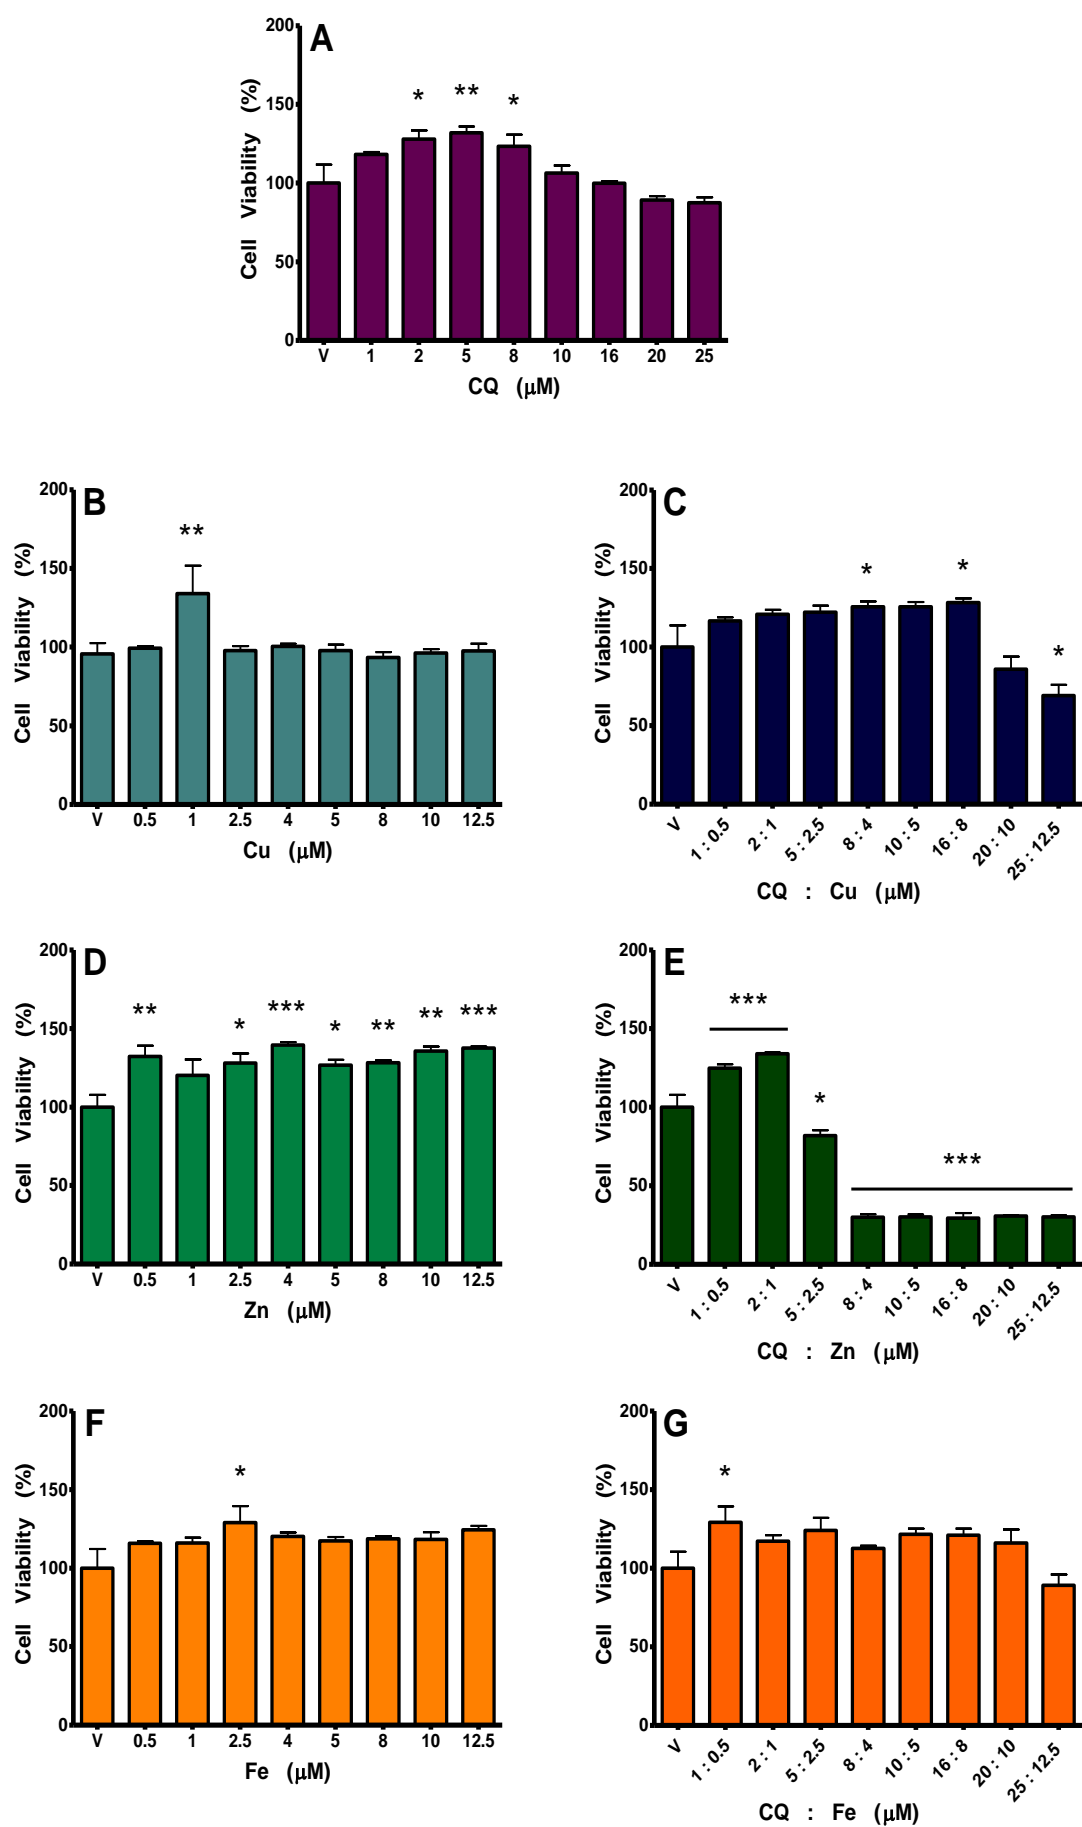 A
Cell Viability (%)
200
150
100
50
0
* ** *
V 1 2 5 8 10 16 20 25
CQ (μM)
B
Cell Viability (%)
200
150
100
50
0
**
V 0.5 1 2.5 4 5 8 10 12.5
Cu (μM)
C
Cell Viability (%)
200
150
100
50
0
* * *
V 1 : 0.5 2 : 1 5 : 2.5 8 : 4 10 : 5 16 : 8 20 : 10 25 : 12.5
CQ : Cu (μM)
D
Cell Viability (%)
200
150
100
50
0
** * *** * ** ** ***
V 0.5 1 2.5 4 5 8 10 12.5
Zn (μM)
E
Cell Viability (%)
200
150
100
50
0
*** * ***
V 1 : 0.5 2 : 1 5 : 2.5 8 : 4 10 : 5 16 : 8 20 : 10 25 : 12.5
CQ : Zn (μM)
F
Cell Viability (%)
200
150
100
50
0
*
V 0.5 1 2.5 4 5 8 10 12.5
Fe (μM)
G
Cell Viability (%)
200
150
100
50
0
*
V 1 : 0.5 2 : 1 5 : 2.5 8 : 4 10 : 5 16 : 8 20 : 10 25 : 12.5
CQ : Fe (μM)